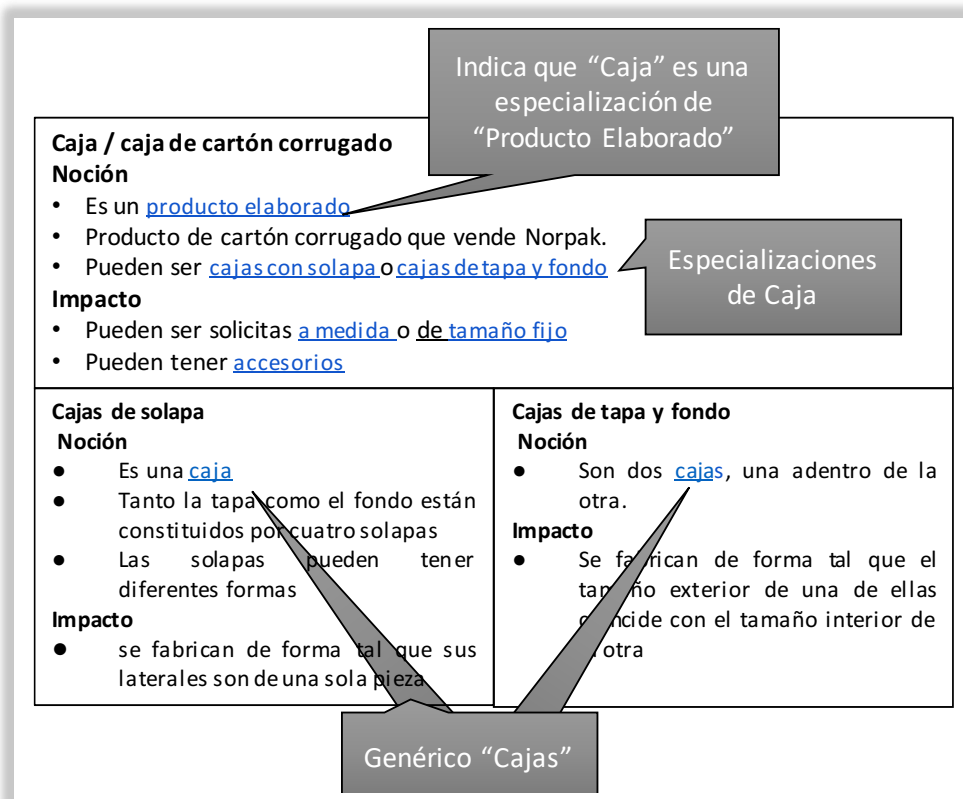 Indica que “Caja” es una
especialización de
“Producto Elaborado”
Caja / caja de cartón corrugado
Noción
• Es un producto elaborado
• Producto de cartón corrugado que vende Norpak.
• Pueden ser cajas con solapa o cajas de tapa y fondo
Especializaciones
de Caja
Impacto
• Pueden ser solicitas a medida o de tamaño fijo
• Pueden tener accesorios
Cajas de solapa
Noción
● Es una caja
● Tanto la tapa como el fondo están
constituidos por cuatro solapas
● Las solapas pueden tener
diferentes formas
Impacto
● se fabrican de forma tal que sus
laterales son de una sola pieza
Cajas de tapa y fondo
Noción
● Son dos cajas, una adentro de la
otra.
Impacto
● Se fabrican de forma tal que el
tamaño exterior de una de ellas
coincide con el tamaño interior de
otra
Genérico “Cajas”